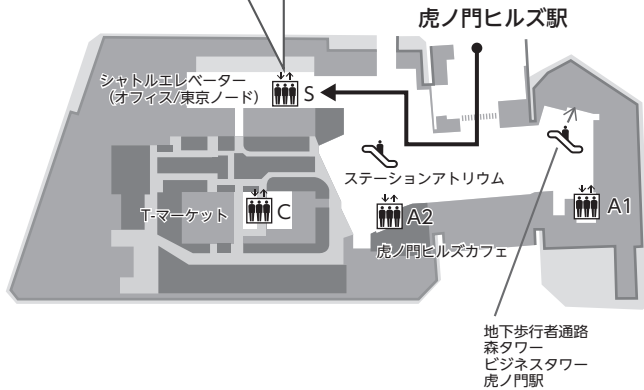 虎ノ門ヒルズ駅
シャトルエレベーター
(オフィス/東京ノード)
S
ステーションアトリウム
T-マーケット
C
A2
A1
虎ノ門ヒルズカフェ
地下歩行者通路
森タワー
ビジネスタワー
虎ノ門駅